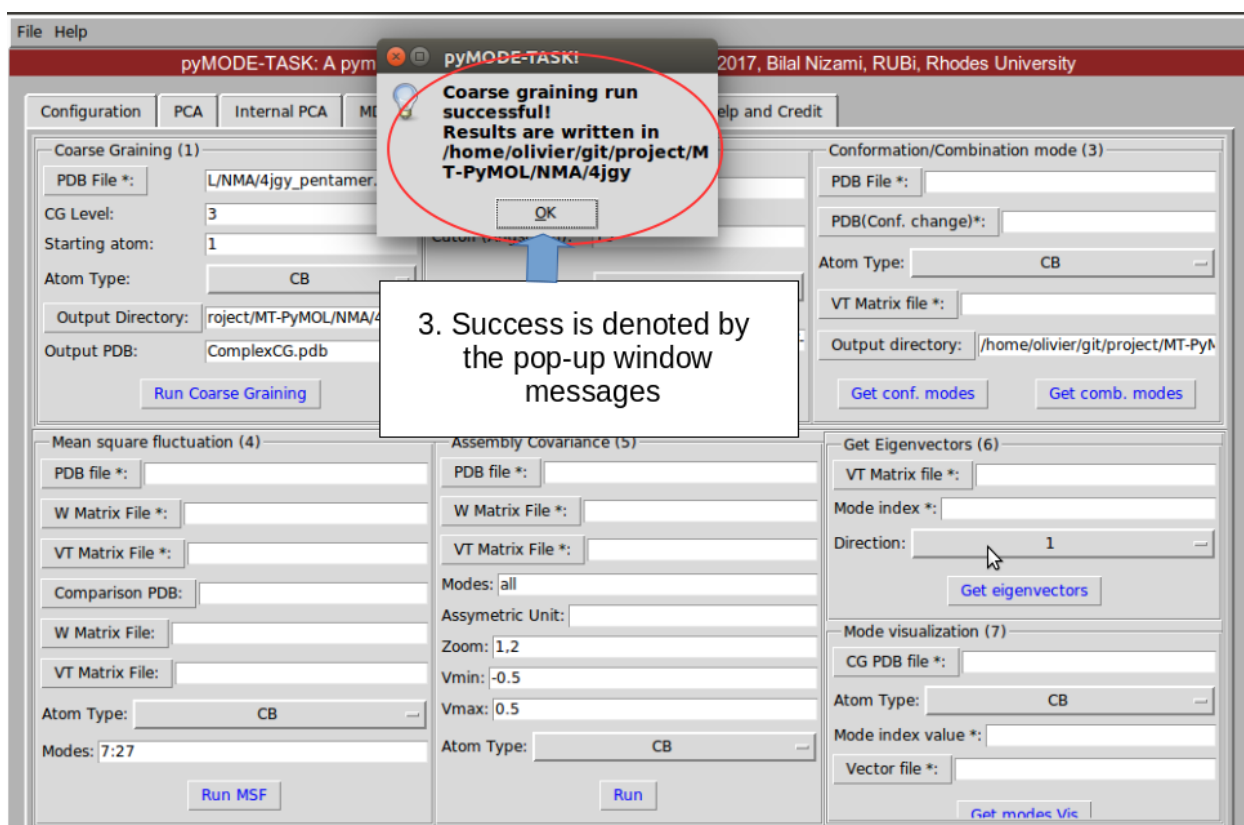 File Help
pyMODE-TASK!
pyMODE-TASK: A pym
2017, Bilal Nizami, RUBi, Rhodes University
Coarse graining run
successful!
Results are written in
/home/olivier/git/project/M
T-PyMOL/NMA/4jgy
OK
Configuration
PCA
Internal PCA
elp and Credit
Coarse Graining (1)
PDB File *:
L/NMA/4jgy_pentamer.
CG Level:
3
Starting atom:
1
Atom Type:
CB
Output Directory:
roject/MT-PyMOL/NMA/4
Output PDB:
ComplexCG.pdb
Run Coarse Graining
3. Success is denoted by
the pop-up window
messages
Conformation/Combination mode (3)
PDB File *:
PDB(Conf. change)*:
Atom Type:
CB
VT Matrix file *:
Output directory:
/home/olivier/git/project/MT-PyM
Get conf. modes
Get comb. modes
Mean square fluctuation (4)
PDB file *:
W Matrix File *:
VT Matrix File *:
Comparison PDB:
W Matrix File:
VT Matrix File:
Atom Type:
CB
Modes: 7:27
Run MSF
Assembly Covariance (5)
PDB file *:
W Matrix File *:
VT Matrix File *:
Modes: all
Assymetric Unit:
Zoom: 1,2
Vmin: -0.5
Vmax: 0.5
Atom Type:
CB
Run
Get Eigenvectors (6)
VT Matrix file *:
Mode index *:
Direction:
1
Get eigenvectors
Mode visualization (7)
CG PDB file *:
Atom Type:
CB
Mode index value *:
Vector file *:
Get modes Vis